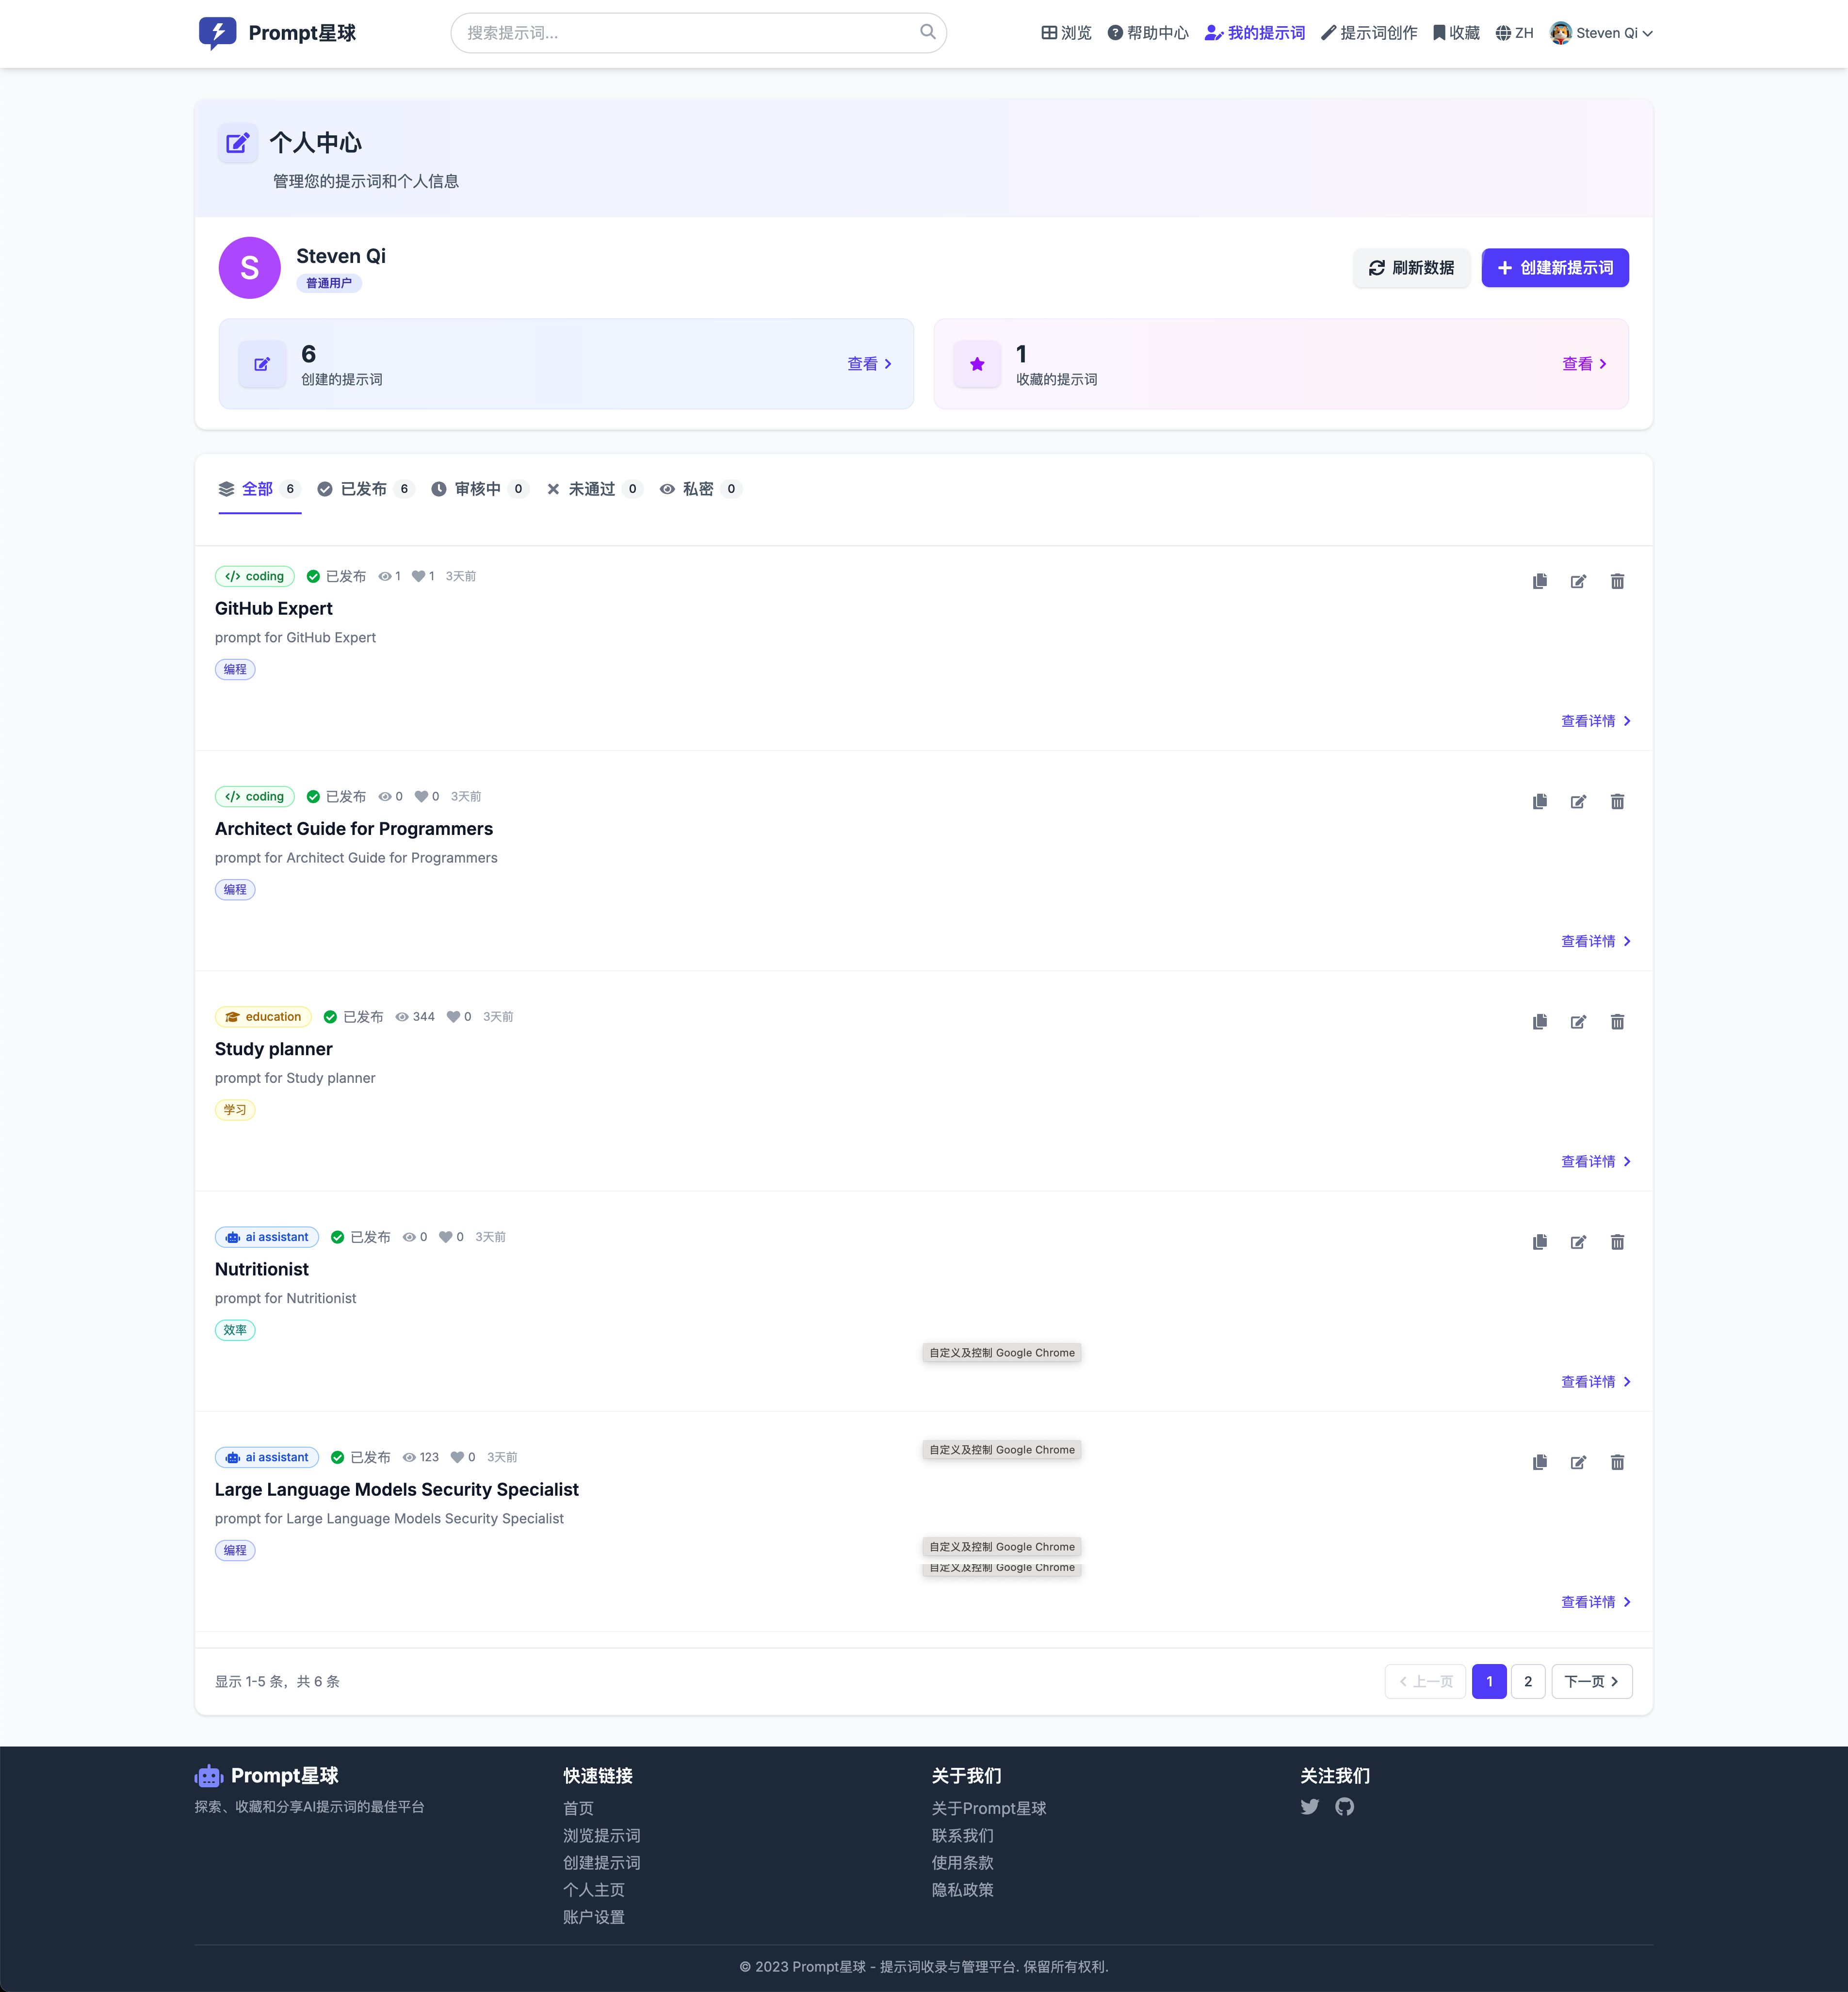 Prompt星球
搜索提示词...
浏览 帮助中心 我的提示词 提示词创作 收藏 ZH Steven Qi
个人中心
管理您的提示词和个人信息
S
Steven Qi
普通用户
刷新数据 创建新提示词
6
创建的提示词
查看
1
收藏的提示词
查看
全部 6 已发布 6 审核中 0 未通过 0 私密 0
coding 已发布 1 1 3天前
GitHub Expert
prompt for GitHub Expert
编程
查看详情
coding 已发布 0 0 3天前
Architect Guide for Programmers
prompt for Architect Guide for Programmers
编程
查看详情
education 已发布 344 0 3天前
Study planner
prompt for Study planner
学习
查看详情
ai assistant 已发布 0 0 3天前
Nutritionist
prompt for Nutritionist
效率
自定义及控制 Google Chrome
查看详情
自定义及控制 Google Chrome
ai assistant 已发布 123 0 3天前
Large Language Models Security Specialist
prompt for Large Language Models Security Specialist
编程
自定义及控制 Google Chrome
自定义及控制 Google Chrome
查看详情
显示 1-5 条，共 6 条
上一页 1 2 下一页
Prompt星球
探索、收藏和分享AI提示词的最佳平台
快速链接
首页
浏览提示词
创建提示词
个人主页
账户设置
关于我们
关于Prompt星球
联系我们
使用条款
隐私政策
关注我们
© 2023 Prompt星球 - 提示词收录与管理平台. 保留所有权利.